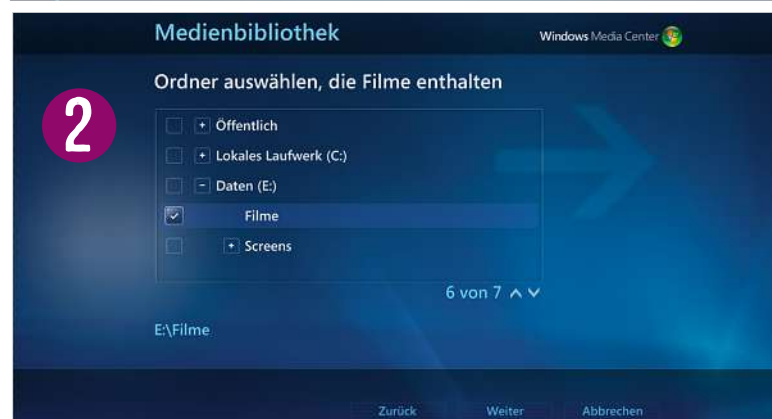 Medienbibliothek
Windows Media Center
Ordner auswählen, die Filme enthalten
2
+ Öffentlich
+ Lokales Laufwerk (C:)
- Daten (E:)
Filme
+ Screens
6 von 7
E:\Filme
Zurück Weiter Abbrechen